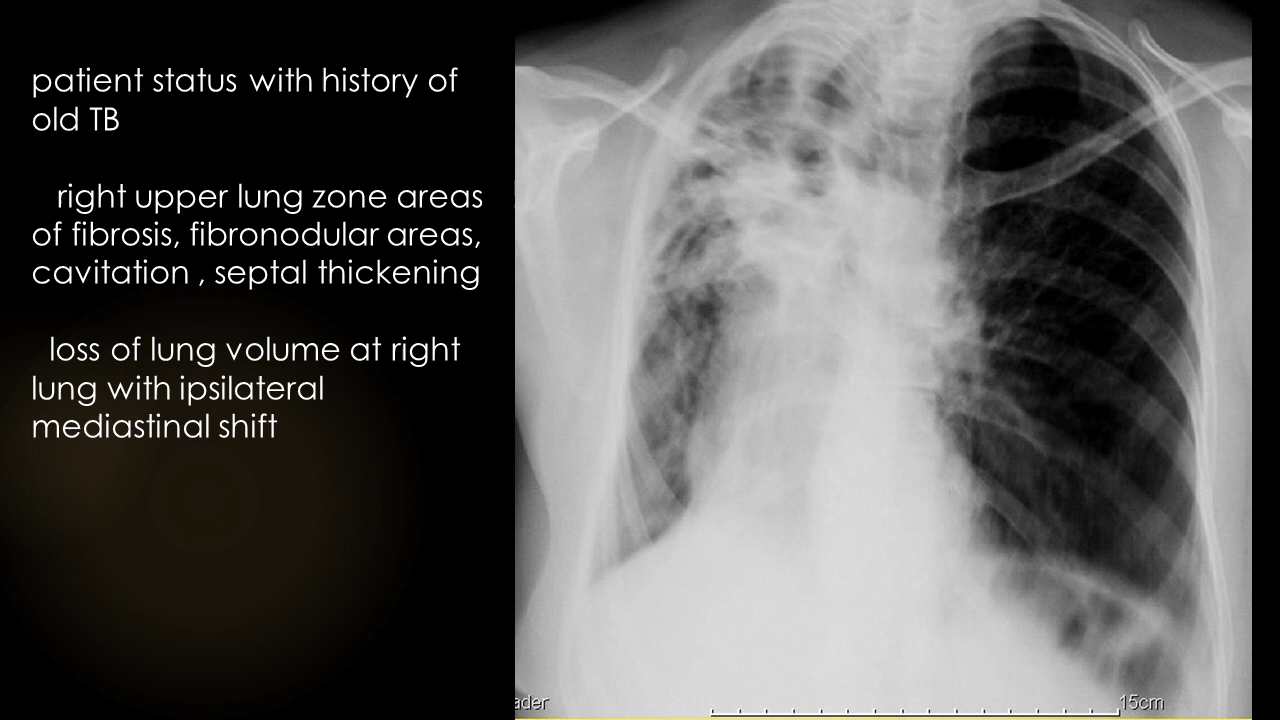 patient status with history of
old TB
right upper lung zone areas
of fibrosis, fibronodular areas,
cavitation , septal thickening
loss of lung volume at right
lung with ipsilateral
mediastinal shift
ader
15cm